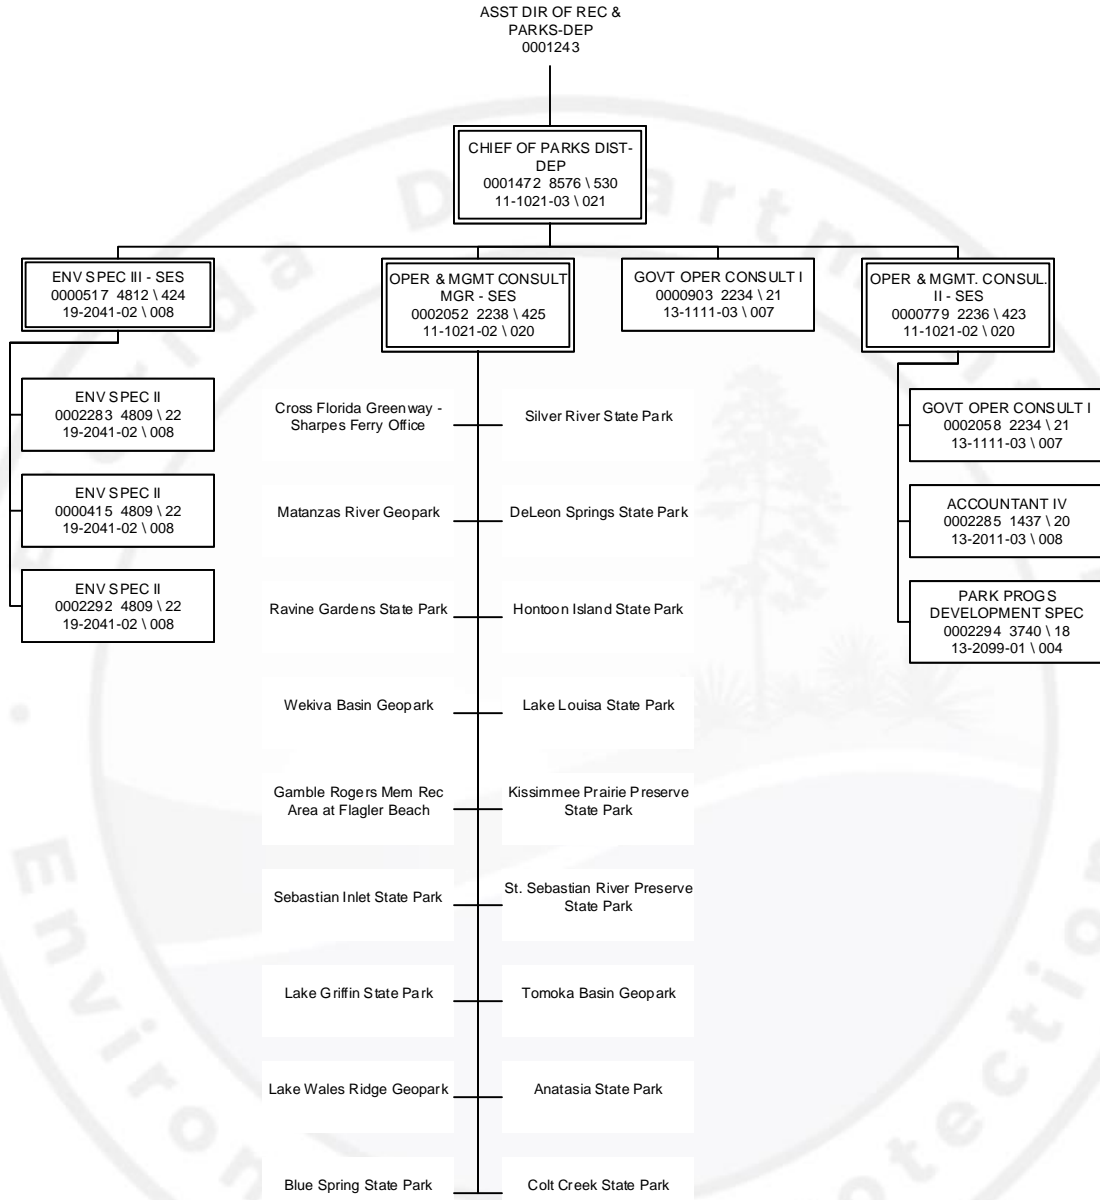 ASST DIR OF REC &
PARKS-DEP
0001243
CHIEF OF PARKS DIST-
DEP
0001472 8576 \ 530
11-1021-03 \ 021
ENV SPEC III - SES
0000517 4812 \ 424
19-2041-02 \ 008
OPER & MGMT CONSULT
MGR - SES
0002052 2238 \ 425
11-1021-02 \ 020
GOVT OPER CONSULT I
0000903 2234 \ 21
13-1111-03 \ 007
OPER & MGMT. CONSUL.
II - SES
0000779 2236 \ 423
11-1021-02 \ 020
ENV SPEC II
0002283 4809 \ 22
19-2041-02 \ 008
ENV SPEC II
0000415 4809 \ 22
19-2041-02 \ 008
ENV SPEC II
0002292 4809 \ 22
19-2041-02 \ 008
Cross Florida Greenway -
Sharpes Ferry Office
Silver River State Park
Matanzas River Geopark
DeLeon Springs State Park
Ravine Gardens State Park
Hontoon Island State Park
Wekiva Basin Geopark
Lake Louisa State Park
Gamble Rogers Mem Rec
Area at Flagler Beach
Kissimmee Prairie Preserve
State Park
Sebastian Inlet State Park
St. Sebastian River Preserve
State Park
Lake Griffin State Park
Tomoka Basin Geopark
Lake Wales Ridge Geopark
Anatasia State Park
Blue Spring State Park
Colt Creek State Park
GOVT OPER CONSULT I
0002058 2234 \ 21
13-1111-03 \ 007
ACCOUNTANT IV
0002285 1437 \ 20
13-2011-03 \ 008
PARK PROGS
DEVELOPMENT SPEC
0002294 3740 \ 18
13-2099-01 \ 004